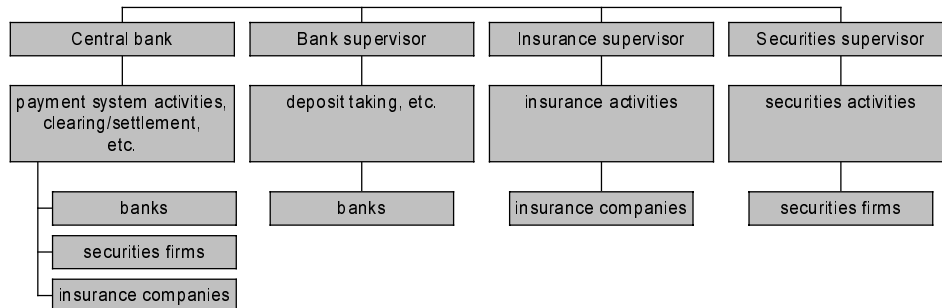 Central bank
Bank supervisor
Insurance supervisor
Securities supervisor
payment system activities,
clearing/settlement,
etc.
deposit taking, etc.
insurance activities
securities activities
banks
securities firms
insurance companies
banks
insurance companies
securities firms